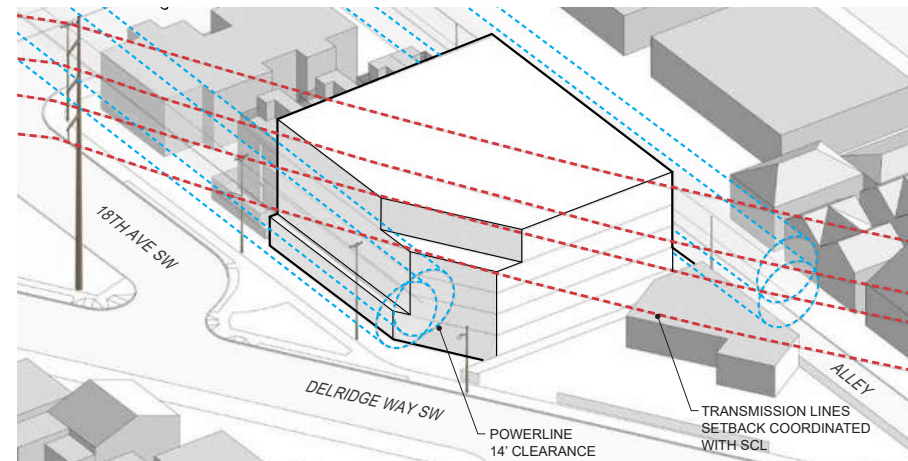 18TH AVE SW
DELRIDGE WAY SW
POWERLINE
14' CLEARANCE
TRANSMISSION LINES
SETBACK COORDINATED
WITH SCL
ALLEY